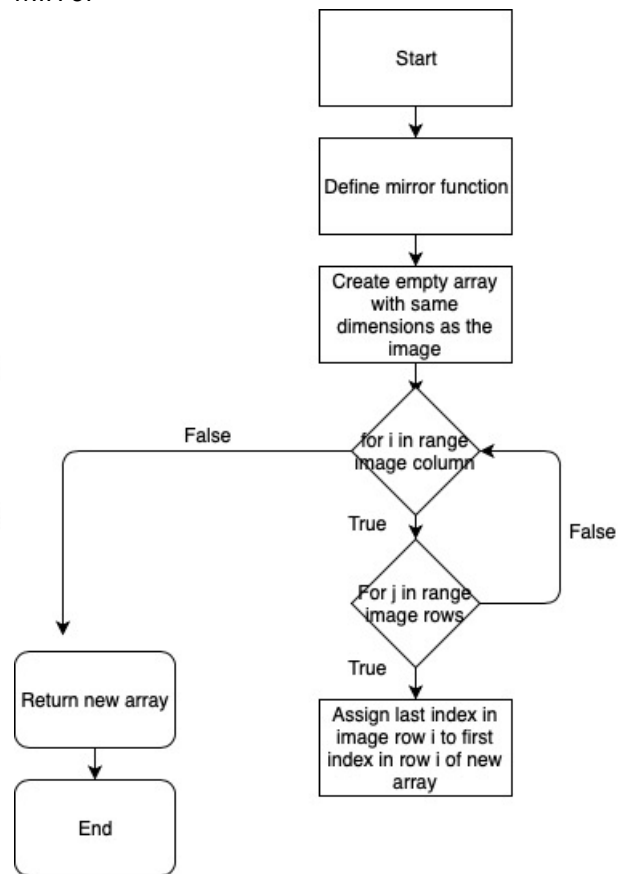 mirror
Start
Define mirror function
Create empty array
with same
dimensions as the
image
for i in range
image column
False
True
False
For j in range
image rows
True
Assign last index in
image row i to first
index in row i of new
array
Return new array
End